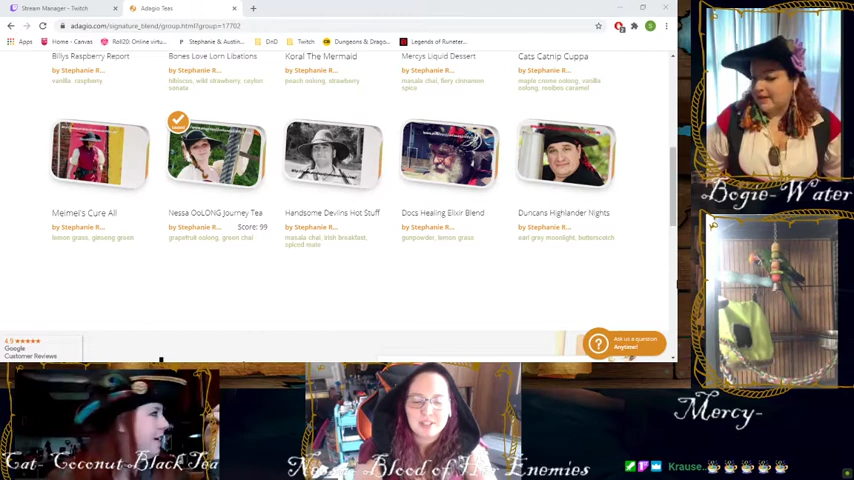 Stream Manager - Twitch
Adagio Teas
adagio.com/signature_blend/group.html?group=17702
Apps
Home - Canva
Roll20: Online virtu...
Stephanie & Austin...
DnD
Twitch
Dungeons & Drago...
Legends of Runeter...
Billys Raspberry Report
Bones Love Lorn Libations
Koral The Mermaid
Mercys Liquid Dessert
Cats Catnip Cuppa
by Stephanie R...
by Stephanie R...
by Stephanie R...
by Stephanie R...
by Stephanie R...
vanilla, raspberry
hibiscus, wild strawberry, ceylon sonata
peach oolong, strawberry
masala chai, fiery cinnamon spice
maple creme oolong, vanilla oolong, rooibos caramel
Meimei's Cure All
Nessa OoLONG Journey Tea
Handsome Devlins Hot Stuff
Docs Healing Elixir Blend
Duncans Highlander Nights
by Stephanie R...
by Stephanie R...
Score: 99
by Stephanie R...
by Stephanie R...
by Stephanie R...
lemon grass, ginseng green
grapefruit oolong, green chai
masala chai, irish breakfast, spiced mate
gunpowder, lemon grass
earl grey moonlight, butterscotch
4.9
Google
Customer Reviews
Ask us a question
Anytime!
Bogie-Water
Mercy-
Cat- Coconut Black Tea
Nessa- Blood of Her Enemies
Krause..